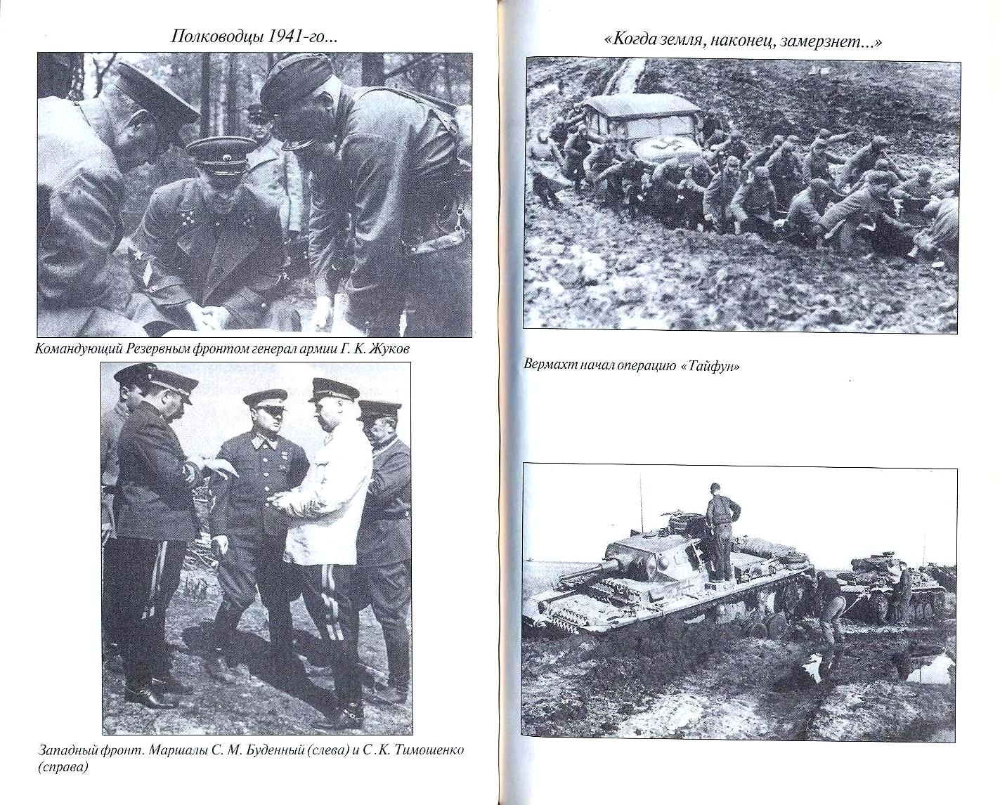 Полководцы 1941-го...
Командующий Резервным фронтом генерал армии Г. К. Жуков
Западный фронт. Маршалы С. М. Буденный (слева) и С .К. Тимошенко
(справа)
«Когда земля, наконец, замерзнет...»
Вермахт начал операцию «Тайфун»